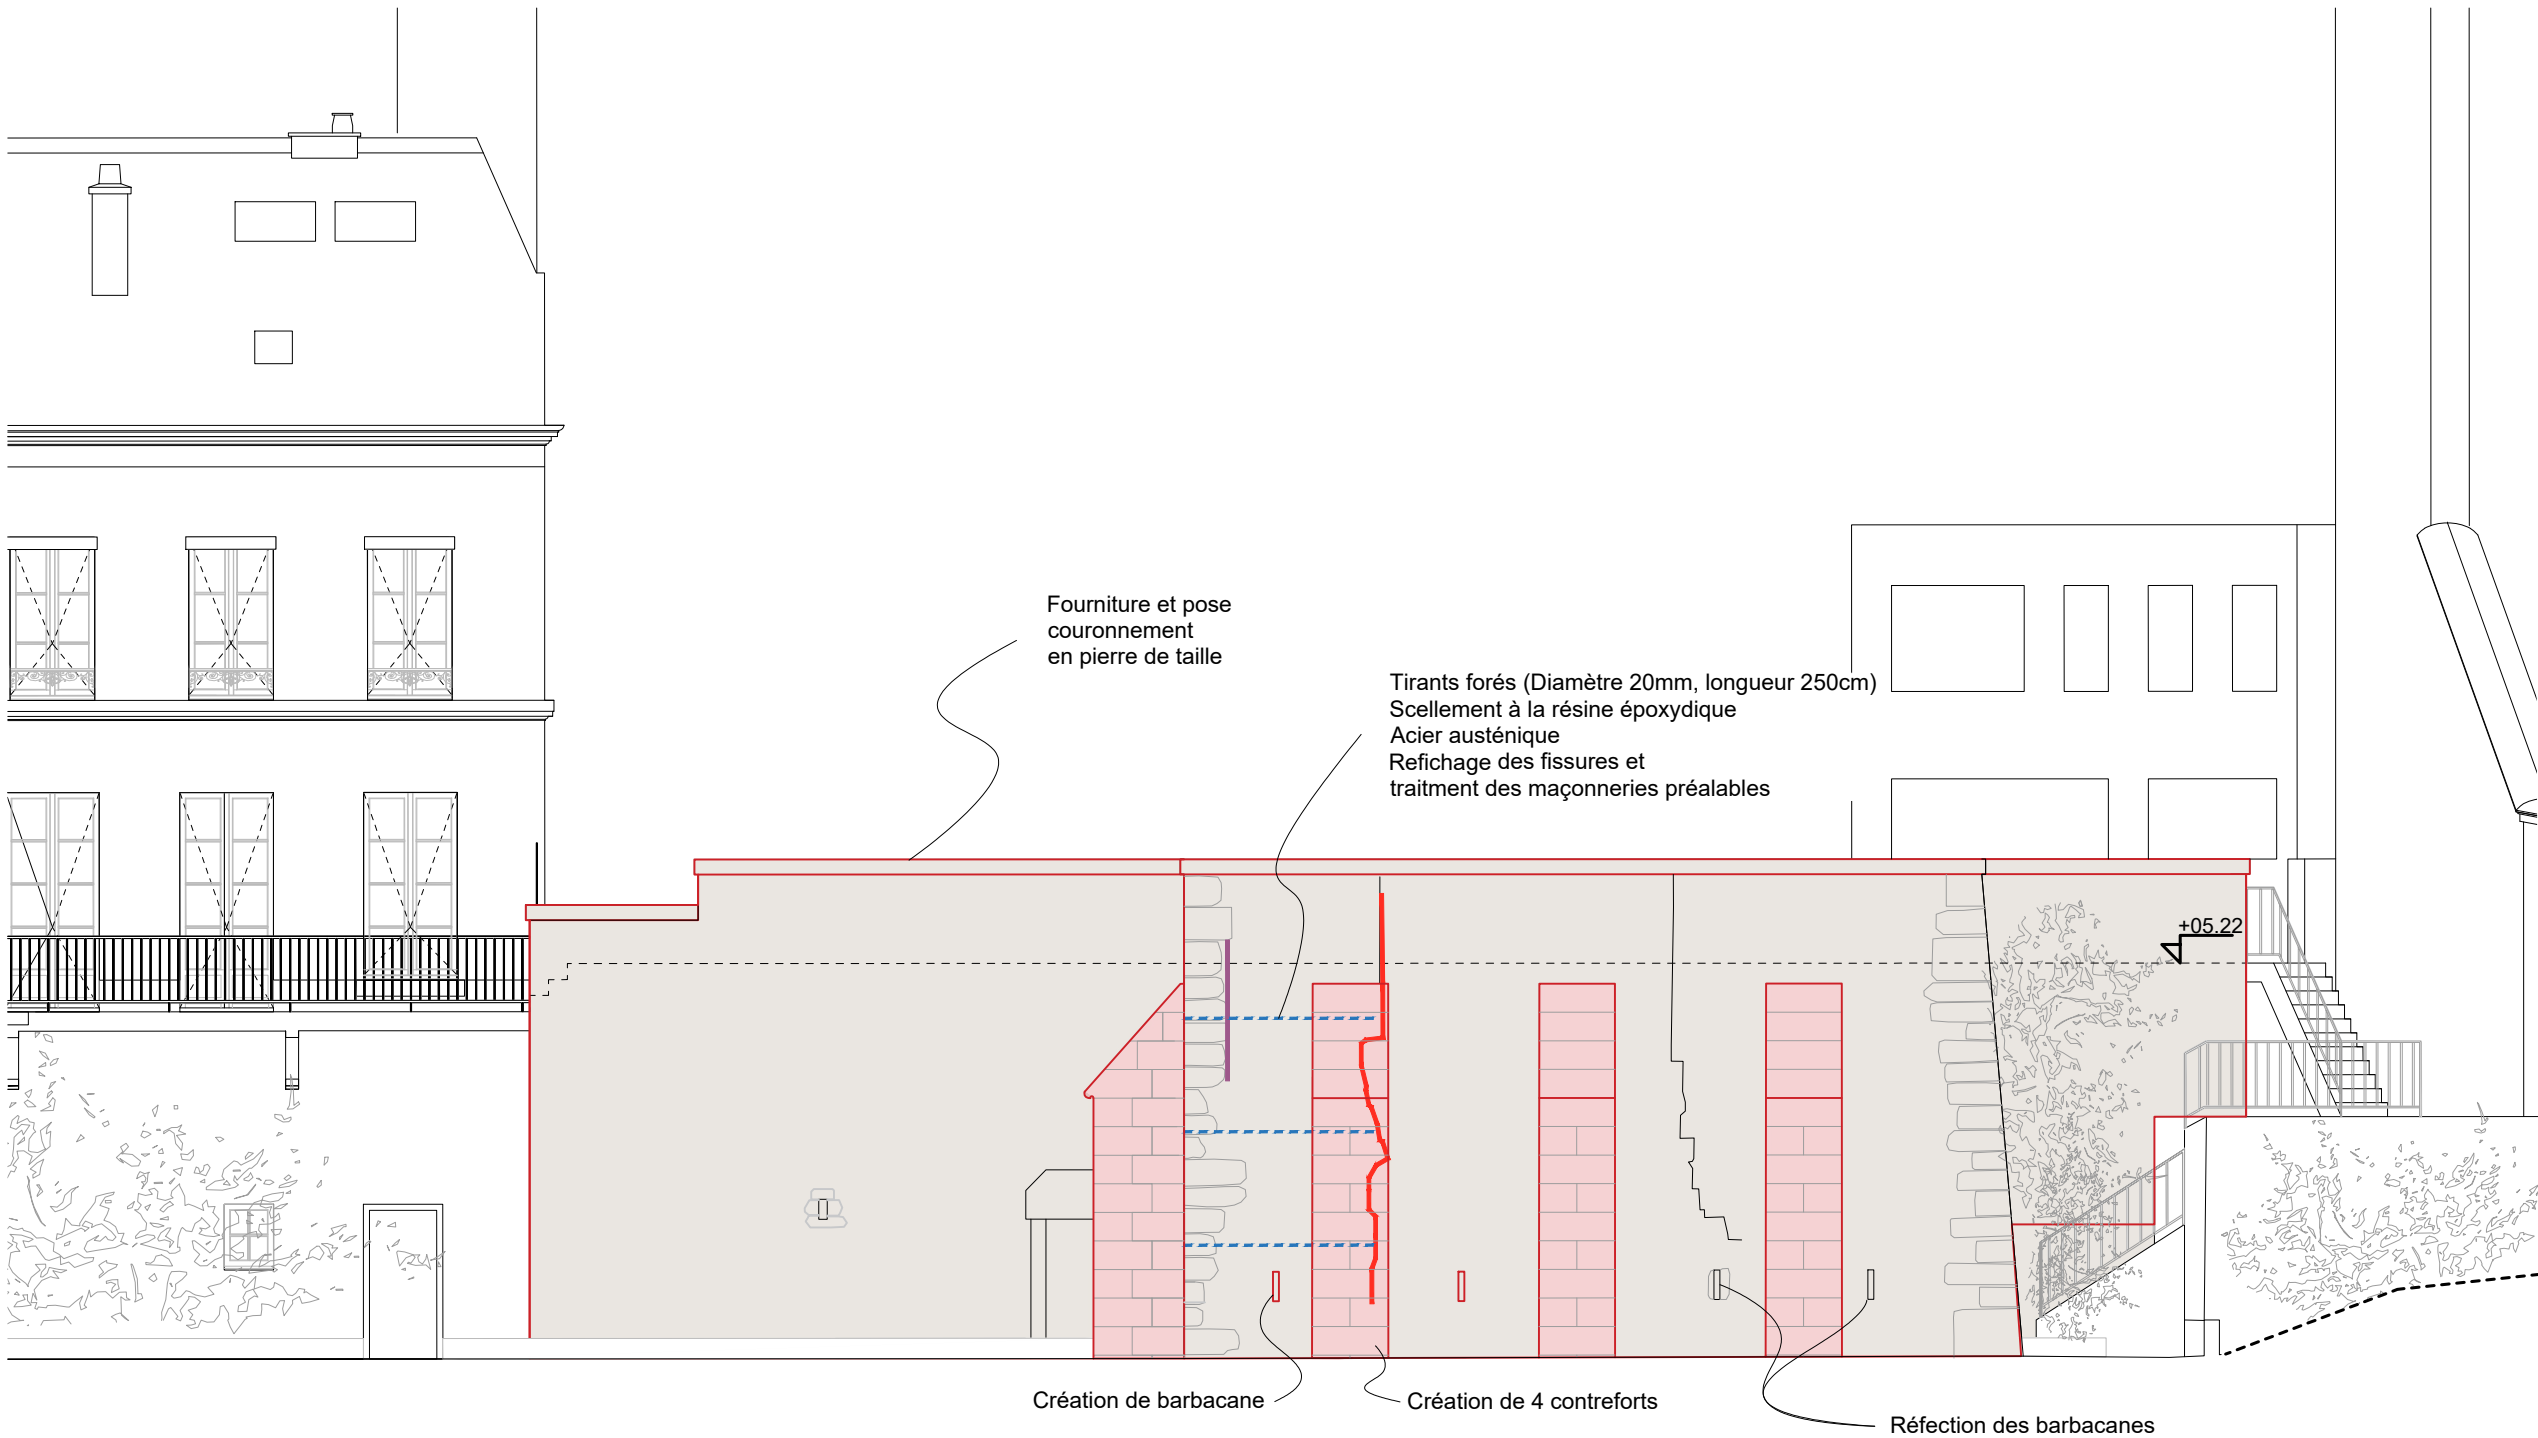 Fourniture et pose
couronnement
en pierre de taille
Tirants forés (Diamètre 20mm, longueur 250cm)
Scellement à la résine époxydique
Acier austénique
Refichage des fissures et
traitment des maçonneries préalables
+05.22
Création de barbacane
Création de 4 contreforts
Réfection des barbacanes